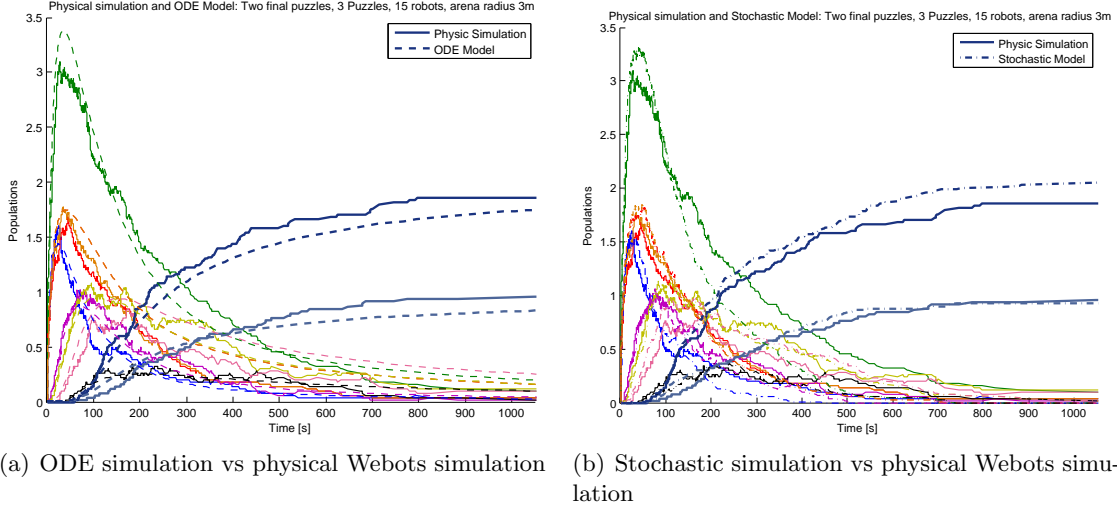 Physical simulation and ODE Model: Two final puzzles, 3 Puzzles, 15 robots, arena radius 3m
Physic Simulation
ODE Model
3.5
3
2.5
2
1.5
1
0.5
0
Populations
0 100 200 300 400 500 600 700 800 900 1000
Time [s]
(a) ODE simulation vs physical Webots simulation
Physical simulation and Stochastic Model: Two final puzzles, 3 Puzzles, 15 robots, arena radius 3m
Physic Simulation
Stochastic Model
3.5
3
2.5
2
1.5
1
0.5
0
Populations
0 100 200 300 400 500 600 700 800 900 1000
Time [s]
(b) Stochastic simulation vs physical Webots simu-
lation